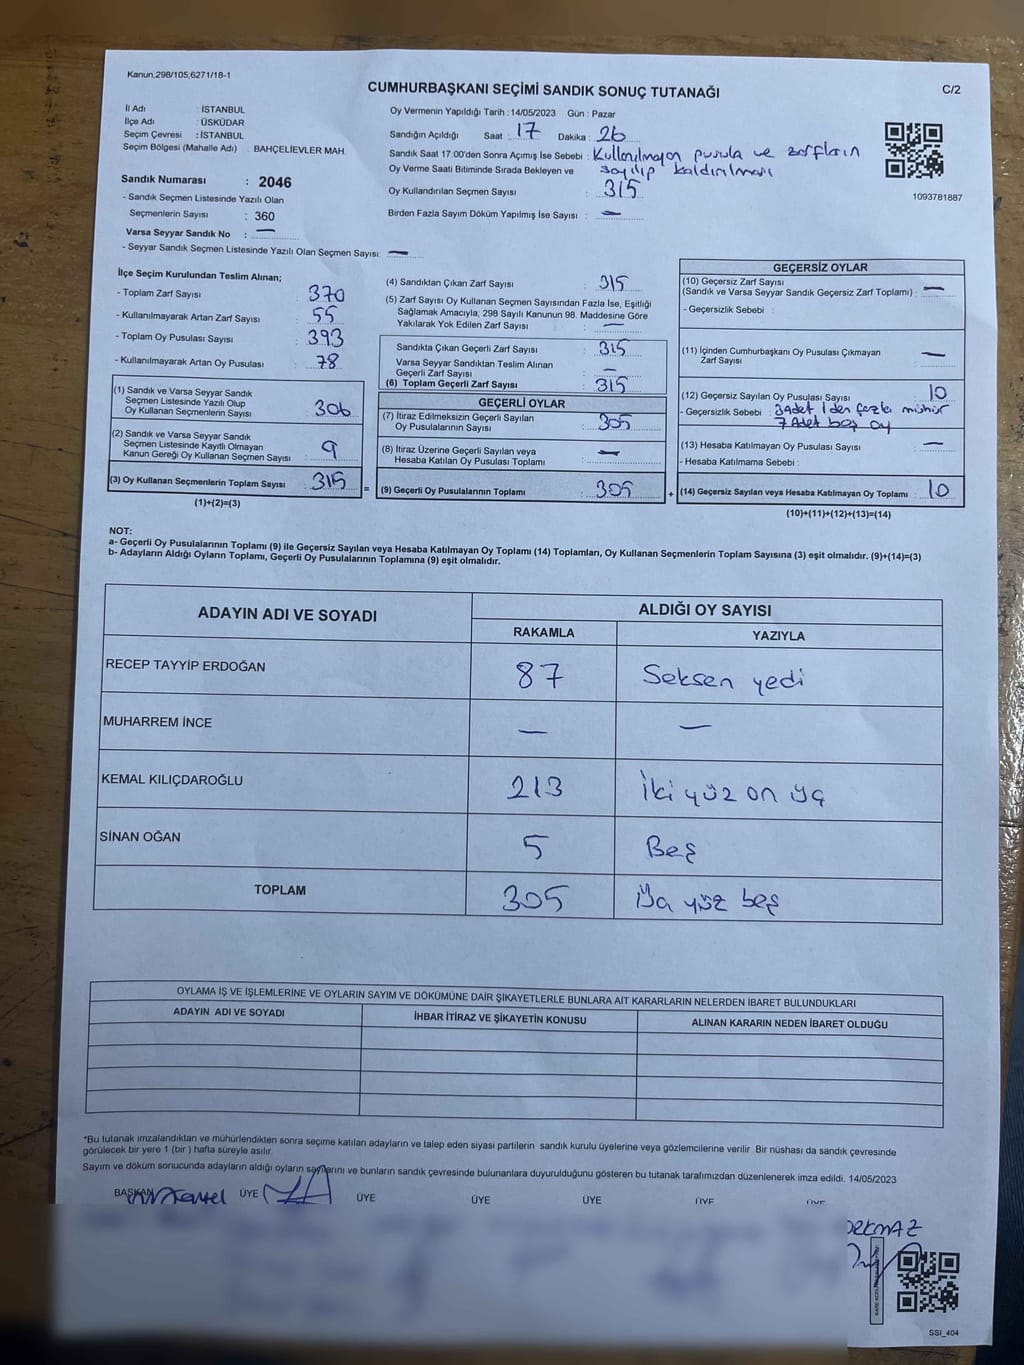 Kanun,298/105,6271/18-1
CUMHURBAŞKANI SEÇİMİ SANDIK SONUÇ TUTANAĞI
C/2
İl Adı : İSTANBUL
İlçe Adı : ÜSKÜDAR
Seçim Çevresi : İSTANBUL
Seçim Bölgesi (Mahalle Adı) : BAHÇELİEVLER MAH.
Sandık Numarası : 2046
- Sandık Seçmen Listesinde Yazılı Olan
Seçmenlerin Sayısı : 360
Varsa Seyyar Sandık No : —
- Seyyar Sandık Seçmen Listesinde Yazılı Olan Seçmen Sayısı: —
Oy Vermenin Yapıldığı Tarih : 14/05/2023 Gün : Pazar
Sandığın Açıldığı Saat : 17 Dakika : 26
Sandık Saat 17:00'den Sonra Açımış İse Sebebi : Kullanılmayan pusula ve zarfların
sayılıp kaldırılması
Oy Verme Saati Bitiminde Sırada Bekleyen ve
Oy Kullandırılan Seçmen Sayısı : 315
Birden Fazla Sayım Döküm Yapılmış İse Sayısı : —
1093781887
İlçe Seçim Kurulundan Teslim Alınan;
- Toplam Zarf Sayısı : 370
- Kullanılmayarak Artan Zarf Sayısı : 55
- Toplam Oy Pusulası Sayısı : 393
- Kullanılmayarak Artan Oy Pusulası : 78
(1) Sandık ve Varsa Seyyar Sandık
Seçmen Listesinde Yazılı Olup
Oy Kullanan Seçmenlerin Sayısı : 306
(2) Sandık ve Varsa Seyyar Sandık
Seçmen Listesinde Kayıtlı Olmayan
Kanun Gereği Oy Kullanan Seçmen Sayısı : 9
(3) Oy Kullanan Seçmenlerin Toplam Sayısı : 315
(1)+(2)=(3)
(4) Sandıktan Çıkan Zarf Sayısı : 315
(5) Zarf Sayısı Oy Kullanan Seçmen Sayısından Fazla İse, Eşitliği
Sağlamak Amacıyla; 298 Sayılı Kanunun 98. Maddesine Göre
Yakılarak Yok Edilen Zarf Sayısı : —
Sandıkta Çıkan Geçerli Zarf Sayısı : 315
Varsa Seyyar Sandıktan Teslim Alınan
Geçerli Zarf Sayısı : —
(6) Toplam Geçerli Zarf Sayısı : 315
GEÇERLİ OYLAR
(7) İtiraz Edilmeksizin Geçerli Sayılan
Oy Pusulalarının Sayısı : 305
(8) İtiraz Üzerine Geçerli Sayılan veya
Hesaba Katılan Oy Pusulası Toplamı : —
= (9) Geçerli Oy Pusulalarının Toplamı : 305
GEÇERSİZ OYLAR
(10) Geçersiz Zarf Sayısı
(Sandık ve Varsa Seyyar Sandık Geçersiz Zarf Toplamı) : —
- Geçersizlik Sebebi :
(11) İçinden Cumhurbaşkanı Oy Pusulası Çıkmayan
Zarf Sayısı : —
(12) Geçersiz Sayılan Oy Pusulası Sayısı : 10
- Geçersizlik Sebebi : 3 Adet 1 den fazla mühür
7 Adet boş oy
(13) Hesaba Katılmayan Oy Pusulası Sayısı : —
- Hesaba Katılmama Sebebi :
+ (14) Geçersiz Sayılan veya Hesaba Katılmayan Oy Toplamı : 10
(10)+(11)+(12)+(13)=(14)
NOT:
a- Geçerli Oy Pusulalarının Toplamı (9) ile Geçersiz Sayılan veya Hesaba Katılmayan Oy Toplamı (14) Toplamları, Oy Kullanan Seçmenlerin Toplam Sayısına (3) eşit olmalıdır. (9)+(14)=(3)
b- Adayların Aldığı Oyların Toplamı, Geçerli Oy Pusulalarının Toplamına (9) eşit olmalıdır.
ADAYIN ADI VE SOYADI
ALDIĞI OY SAYISI
RAKAMLA YAZIYLA
RECEP TAYYİP ERDOĞAN 87 Seksen yedi
MUHARREM İNCE — —
KEMAL KILIÇDAROĞLU 213 İki yüz on üç
SİNAN OĞAN 5 Beş
TOPLAM 305 Üç yüz beş
OYLAMA İŞ VE İŞLEMLERİNE VE OYLARIN SAYIM VE DÖKÜMÜNE DAİR ŞİKAYETLERLE BUNLARA AİT KARARLARIN NELERDEN İBARET BULUNDUKLARI
ADAYIN ADI VE SOYADI İHBAR İTİRAZ VE ŞİKAYETİN KONUSU ALINAN KARARIN NEDEN İBARET OLDUĞU
*Bu tutanak imzalandıktan ve mühürlendikten sonra seçime katılan adayların ve talep eden siyasi partilerin sandık kurulu üyelerine veya gözlemcilerine verilir. Bir nüshası da sandık çevresinde
görülecek bir yere 1 (bir) hafta süreyle asılır.
Sayım ve döküm sonucunda adayların aldığı oyların sayılarını ve bunların sandık çevresinde bulunanlara duyurulduğunu gösteren bu tutanak tarafımızdan düzenlenerek imza edildi. 14/05/2023
BAŞKAN ÜYE ÜYE ÜYE ÜYE ÜYE ÜYE
SSI_404